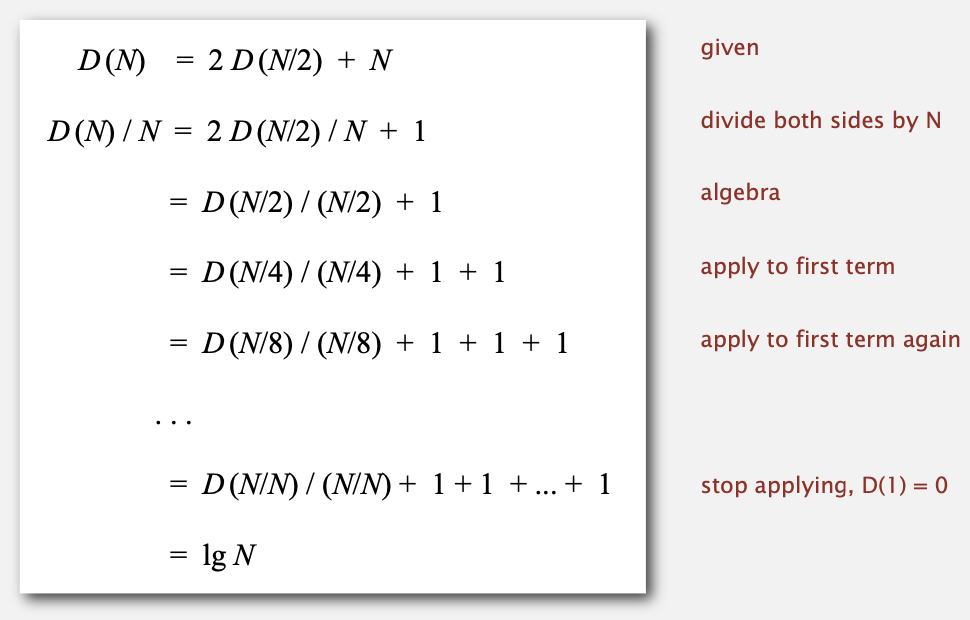 D(N) = 2 D(N/2) + N given
D(N) / N = 2 D(N/2) / N + 1 divide both sides by N
= D(N/2) / (N/2) + 1 algebra
= D(N/4) / (N/4) + 1 + 1 apply to first term
= D(N/8) / (N/8) + 1 + 1 + 1 apply to first term again
. . .
= D(N/N) / (N/N) + 1 + 1 + ... + 1 stop applying, D(1) = 0
= lg N